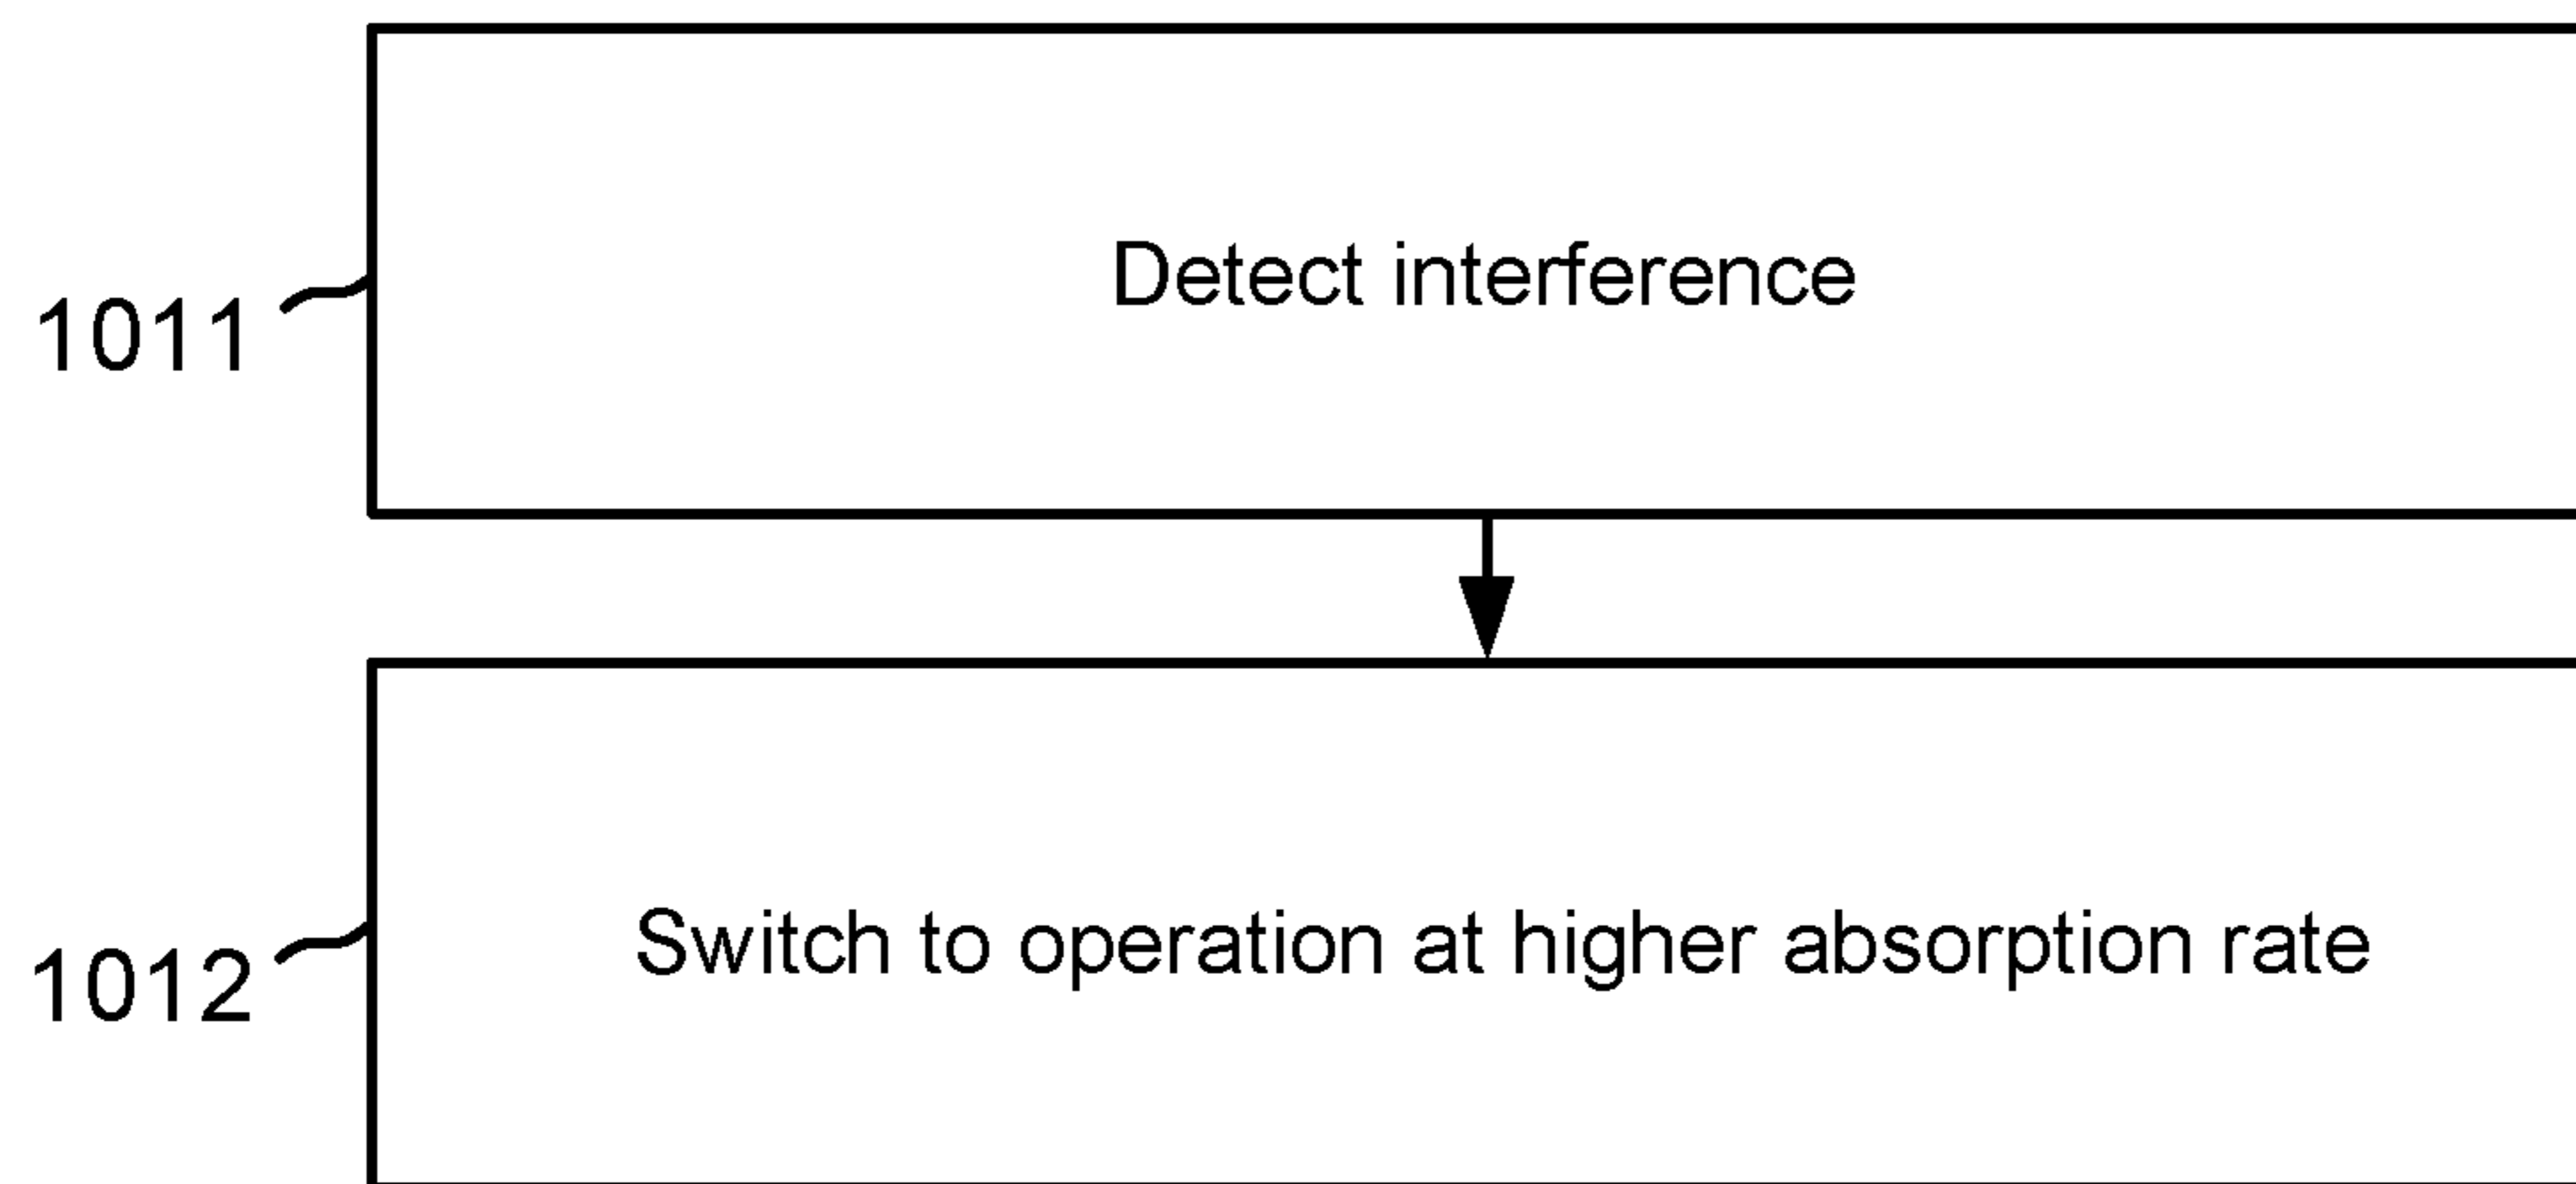 Detect interference
1011
Switch to operation at higher absorption rate
1012